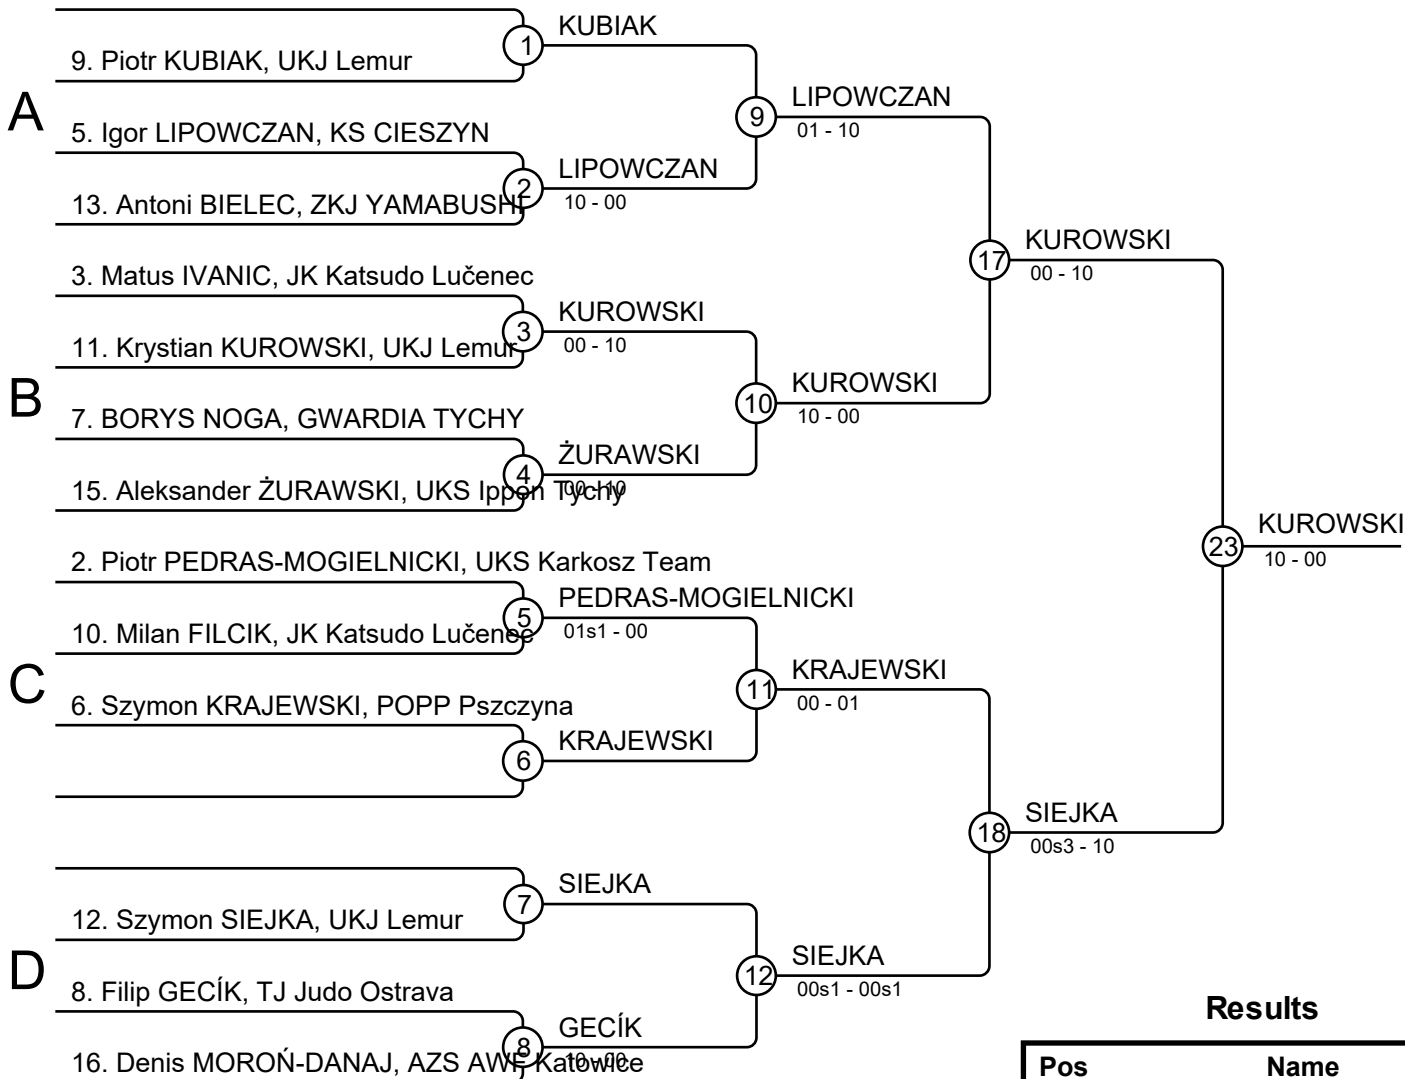 KUBIAK
1
9. Piotr KUBIAK, UKJ Lemur
A
LIPOWCZAN
9
01 - 10
5. Igor LIPOWCZAN, KS CIESZYN
LIPOWCZAN
2
10 - 00
13. Antoni BIELEC, ZKJ YAMABUSHI
KUROWSKI
17
00 - 10
3. Matus IVANIC, JK Katsudo Lučenec
KUROWSKI
3
00 - 10
11. Krystian KUROWSKI, UKJ Lemur
B
KUROWSKI
10
10 - 00
7. BORYS NOGA, GWARDIA TYCHY
ŻURAWSKI
4
00 - 10
15. Aleksander ŻURAWSKI, UKS Ippon Tychy
KUROWSKI
23
10 - 00
2. Piotr PEDRAS-MOGIELNICKI, UKS Karkosz Team
PEDRAS-MOGIELNICKI
5
01s1 - 00
10. Milan FILCIK, JK Katsudo Lučenec
C
KRAJEWSKI
11
00 - 01
6. Szymon KRAJEWSKI, POPP Pszczyna
KRAJEWSKI
6
SIEJKA
18
00s3 - 10
SIEJKA
7
12. Szymon SIEJKA, UKJ Lemur
D
SIEJKA
12
00s1 - 00s1
8. Filip GECÍK, TJ Judo Ostrava
GECÍK
8
10 - 00
16. Denis MOROŃ-DANAJ, AZS AWF Katowice
Results
Pos Name